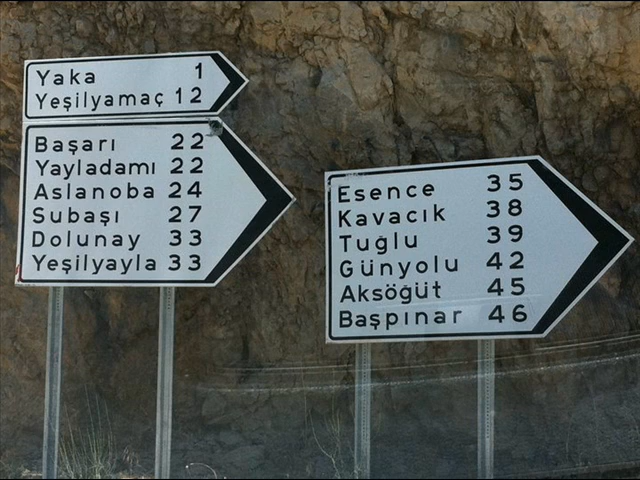 Yaka 1
Yeşilyamaç 12
Başarı 22
Yayladamı 22
Aslanoba 24
Subaşı 27
Dolunay 33
Yeşilyayla 33
Esence 35
Kavacık 38
Tuğlu 39
Günyolu 42
Aksöğüt 45
Başpınar 46